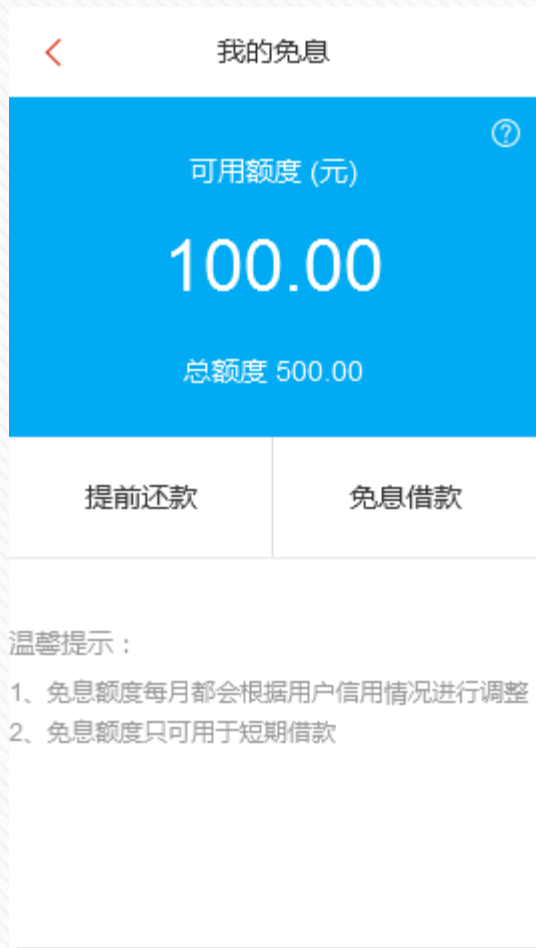 我的免息
可用额度 (元)
100.00
总额度 500.00
提前还款
免息借款
温馨提示：
1、免息额度每月都会根据用户信用情况进行调整
2、免息额度只可用于短期借款